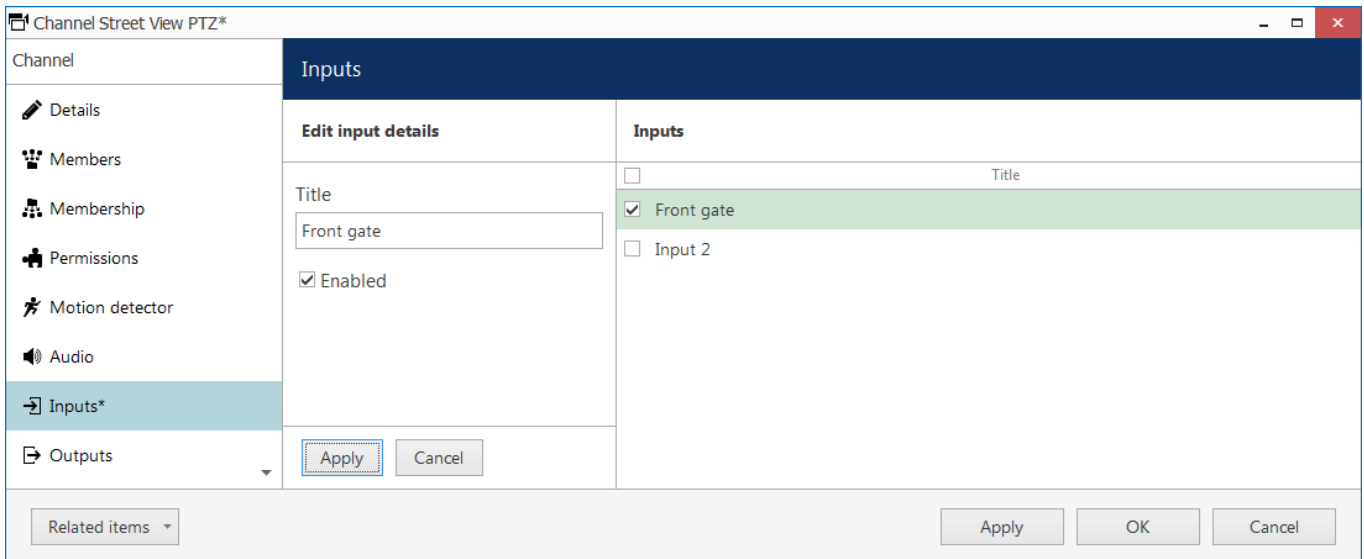 Channel Street View PTZ*
Channel
Details
Members
Membership
Permissions
Motion detector
Audio
Inputs*
Outputs
Inputs
Edit input details
Title
Front gate
Enabled
Apply
Cancel
Inputs
Title
Front gate
Input 2
Related items
Apply
OK
Cancel